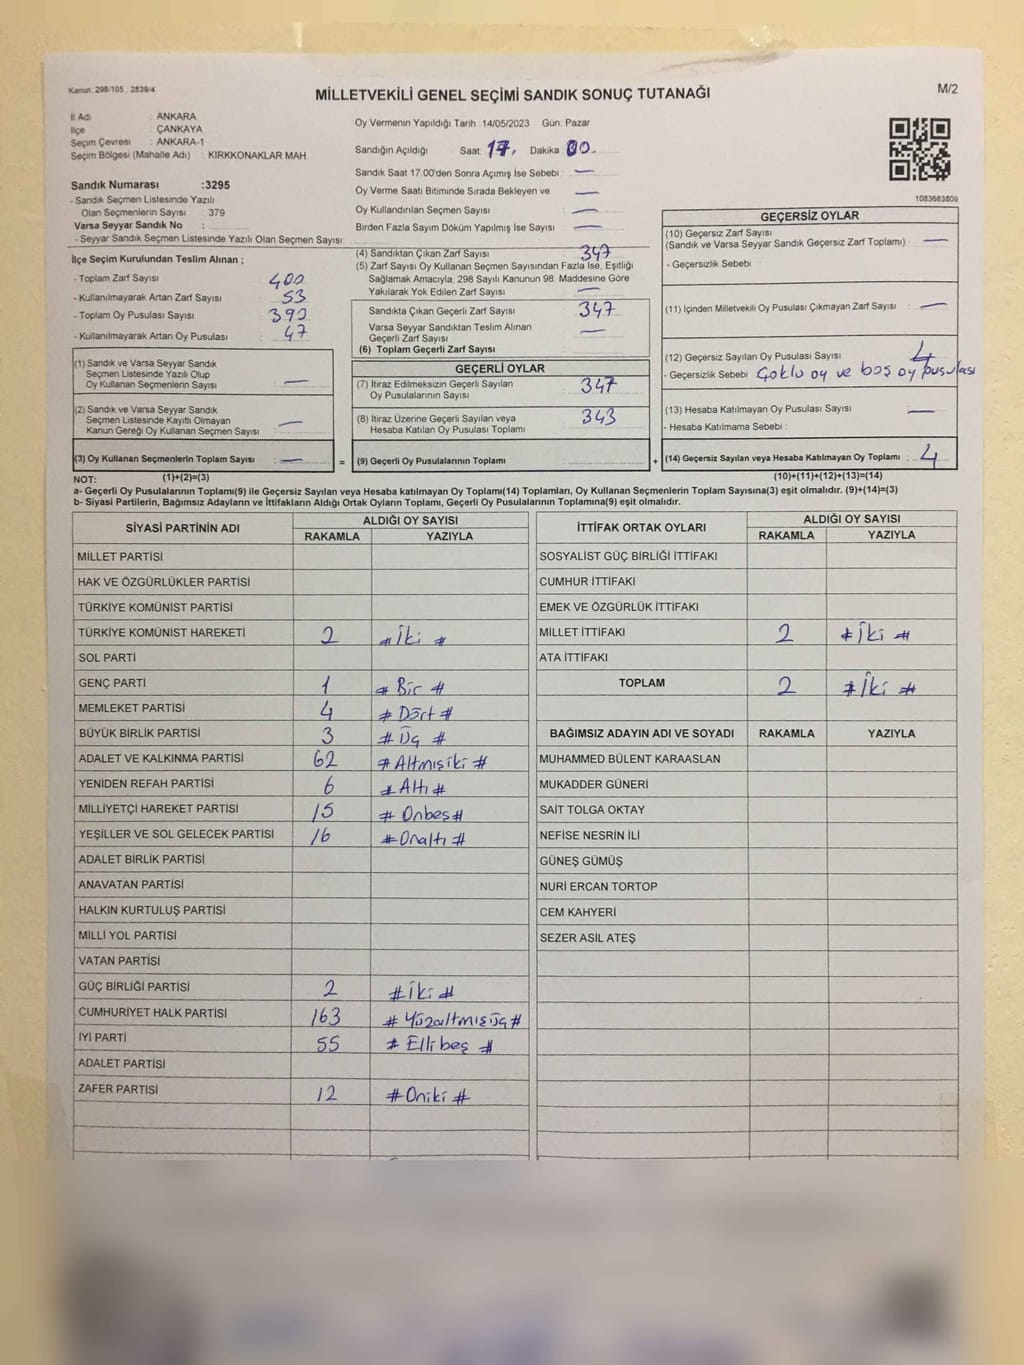 Kanun: 298/105 , 2839/4
MİLLETVEKİLİ GENEL SEÇİMİ SANDIK SONUÇ TUTANAĞI
M/2
İl Adı : ANKARA
İlçe : ÇANKAYA
Seçim Çevresi : ANKARA-1
Seçim Bölgesi (Mahalle Adı) : KIRKKONAKLAR MAH.
Oy Vermenin Yapıldığı Tarih :14/05/2023 Gün: Pazar
Sandığın Açıldığı Saat: 17, Dakika: 00.
Sandık Saat 17:00'den Sonra Açımış İse Sebebi : —
Oy Verme Saati Bitiminde Sırada Bekleyen ve —
Oy Kullandırılan Seçmen Sayısı : —
Birden Fazla Sayım Döküm Yapılmış İse Sayısı : —
1083683809
Sandık Numarası :3295
- Sandık Seçmen Listesinde Yazılı
Olan Seçmenlerin Sayısı : 379
Varsa Seyyar Sandık No :
- Seyyar Sandık Seçmen Listesinde Yazılı Olan Seçmen Sayısı:
İlçe Seçim Kurulundan Teslim Alınan ;
- Toplam Zarf Sayısı : 400
- Kullanılmayarak Artan Zarf Sayısı : 53
- Toplam Oy Pusulası Sayısı : 390
- Kullanılmayarak Artan Oy Pusulası : 47
(1) Sandık ve Varsa Seyyar Sandık
Seçmen Listesinde Yazılı Olup
Oy Kullanan Seçmenlerin Sayısı : —
(2) Sandık ve Varsa Seyyar Sandık
Seçmen Listesinde Kayıtlı Olmayan
Kanun Gereği Oy Kullanan Seçmen Sayısı : —
(3) Oy Kullanan Seçmenlerin Toplam Sayısı : — =
(1)+(2)=(3)
(4) Sandıktan Çıkan Zarf Sayısı : 347
(5) Zarf Sayısı Oy Kullanan Seçmen Sayısından Fazla İse, Eşitliği
Sağlamak Amacıyla, 298 Sayılı Kanunun 98. Maddesine Göre
Yakılarak Yok Edilen Zarf Sayısı : —
Sandıkta Çıkan Geçerli Zarf Sayısı : 347
Varsa Seyyar Sandıktan Teslim Alınan
Geçerli Zarf Sayısı : —
(6) Toplam Geçerli Zarf Sayısı
GEÇERLİ OYLAR
(7) İtiraz Edilmeksizin Geçerli Sayılan
Oy Pusulalarının Sayısı : 347
(8) İtiraz Üzerine Geçerli Sayılan veya
Hesaba Katılan Oy Pusulası Toplamı : 343
(9) Geçerli Oy Pusulalarının Toplamı : +
GEÇERSİZ OYLAR
(10) Geçersiz Zarf Sayısı
(Sandık ve Varsa Seyyar Sandık Geçersiz Zarf Toplamı) : —
- Geçersizlik Sebebi :
(11) İçinden Milletvekili Oy Pusulası Çıkmayan Zarf Sayısı : —
(12) Geçersiz Sayılan Oy Pusulası Sayısı : 4
- Geçersizlik Sebebi : Çoklu oy ve boş oy pusulası
(13) Hesaba Katılmayan Oy Pusulası Sayısı : —
- Hesaba Katılmama Sebebi :
(14) Geçersiz Sayılan veya Hesaba Katılmayan Oy Toplamı : 4
(10)+(11)+(12)+(13)=(14)
NOT:
a- Geçerli Oy Pusulalarının Toplamı(9) ile Geçersiz Sayılan veya Hesaba katılmayan Oy Toplamı(14) Toplamları, Oy Kullanan Seçmenlerin Toplam Sayısına(3) eşit olmalıdır. (9)+(14)=(3)
b- Siyasi Partilerin, Bağımsız Adayların ve İttifakların Aldığı Ortak Oyların Toplamı, Geçerli Oy Pusulalarının Toplamına(9) eşit olmalıdır.
SİYASİ PARTİNİN ADI ALDIĞI OY SAYISI
RAKAMLA YAZIYLA
MİLLET PARTİSİ
HAK VE ÖZGÜRLÜKLER PARTİSİ
TÜRKİYE KOMÜNİST PARTİSİ
TÜRKİYE KOMÜNİST HAREKETİ 2 # İki #
SOL PARTİ
GENÇ PARTİ 1 # Bir #
MEMLEKET PARTİSİ 4 # Dört #
BÜYÜK BİRLİK PARTİSİ 3 # Üç #
ADALET VE KALKINMA PARTİSİ 62 # Altmışiki #
YENİDEN REFAH PARTİSİ 6 # Altı #
MİLLİYETÇİ HAREKET PARTİSİ 15 # Onbeş #
YEŞİLLER VE SOL GELECEK PARTİSİ 16 # Onaltı #
ADALET BİRLİK PARTİSİ
ANAVATAN PARTİSİ
HALKIN KURTULUŞ PARTİSİ
MİLLİ YOL PARTİSİ
VATAN PARTİSİ
GÜÇ BİRLİĞİ PARTİSİ 2 # İki #
CUMHURİYET HALK PARTİSİ 163 # Yüzaltmışüç #
İYİ PARTİ 55 # Elli beş #
ADALET PARTİSİ
ZAFER PARTİSİ 12 # Oniki #
İTTİFAK ORTAK OYLARI ALDIĞI OY SAYISI
RAKAMLA YAZIYLA
SOSYALİST GÜÇ BİRLİĞİ İTTİFAKI
CUMHUR İTTİFAKI
EMEK VE ÖZGÜRLÜK İTTİFAKI
MİLLET İTTİFAKI 2 # İki #
ATA İTTİFAKI
TOPLAM 2 # İki #
BAĞIMSIZ ADAYIN ADI VE SOYADI RAKAMLA YAZIYLA
MUHAMMED BÜLENT KARAASLAN
MUKADDER GÜNERİ
SAİT TOLGA OKTAY
NEFİSE NESRİN İLİ
GÜNEŞ GÜMÜŞ
NURİ ERCAN TORTOP
CEM KAHYERİ
SEZER ASİL ATEŞ